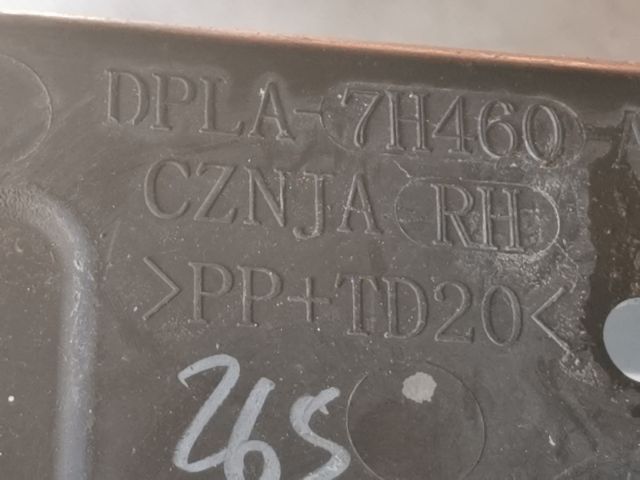 DPLA-7H460-
CZNJA RH
>PP+TD20<
265